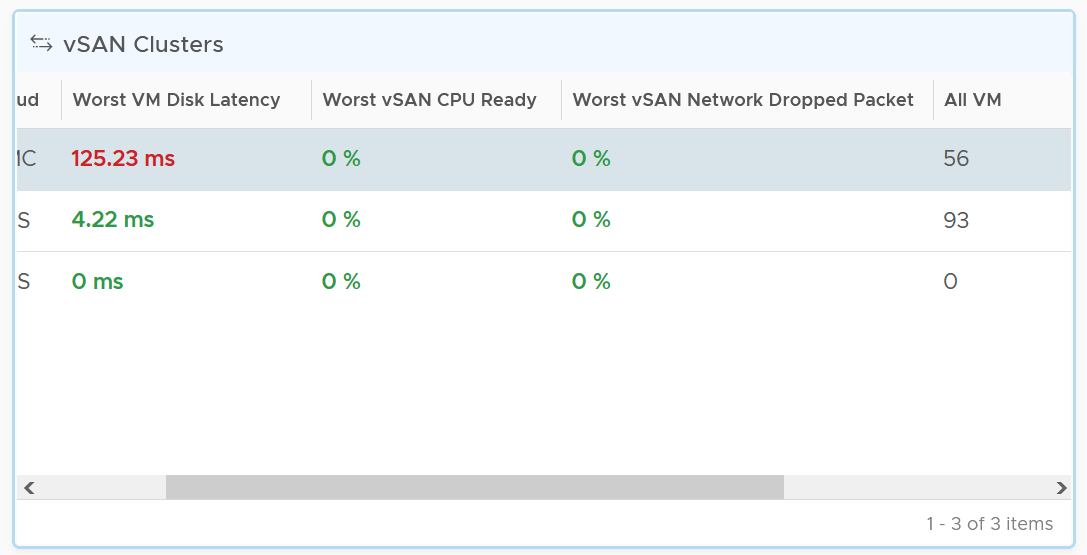 vSAN Clusters
ud Worst VM Disk Latency Worst vSAN CPU Ready Worst vSAN Network Dropped Packet All VM
MC 125.23 ms 0 % 0 % 56
S 4.22 ms 0 % 0 % 93
S 0 ms 0 % 0 % 0
1 - 3 of 3 items